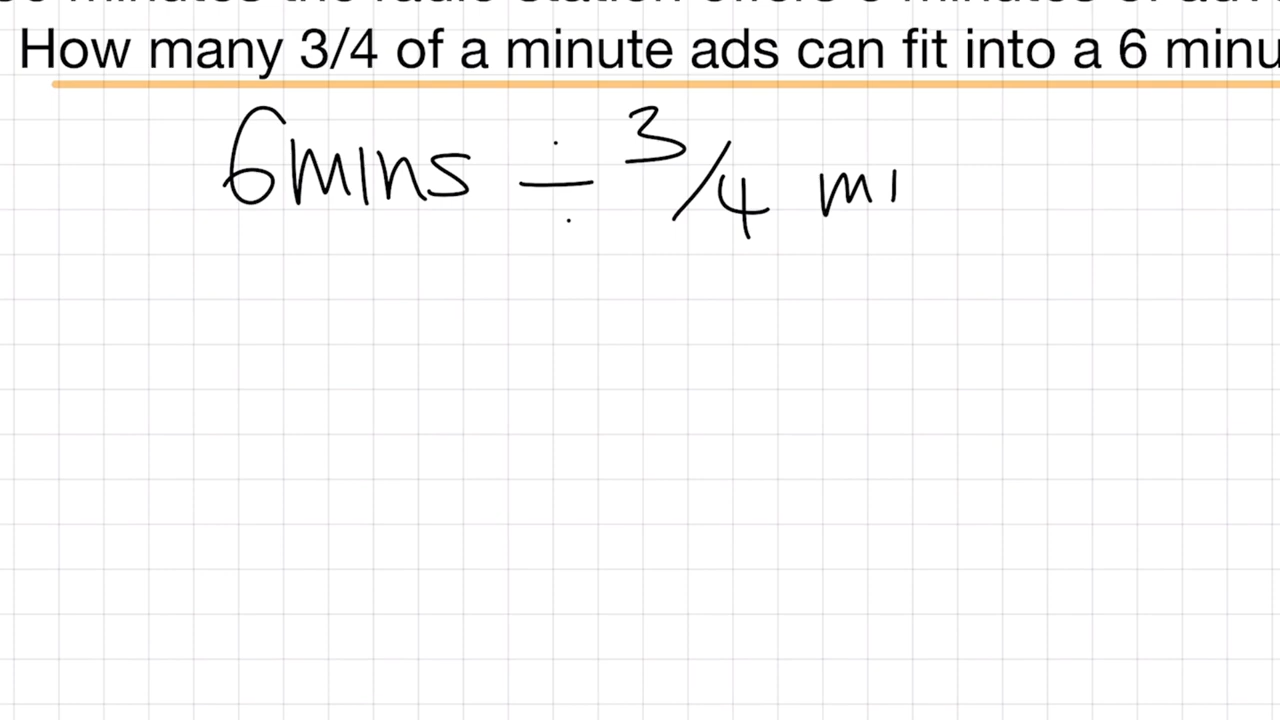 How many 3/4 of a minute ads can fit into a 6 minu
6mins ÷ 3/4 mi